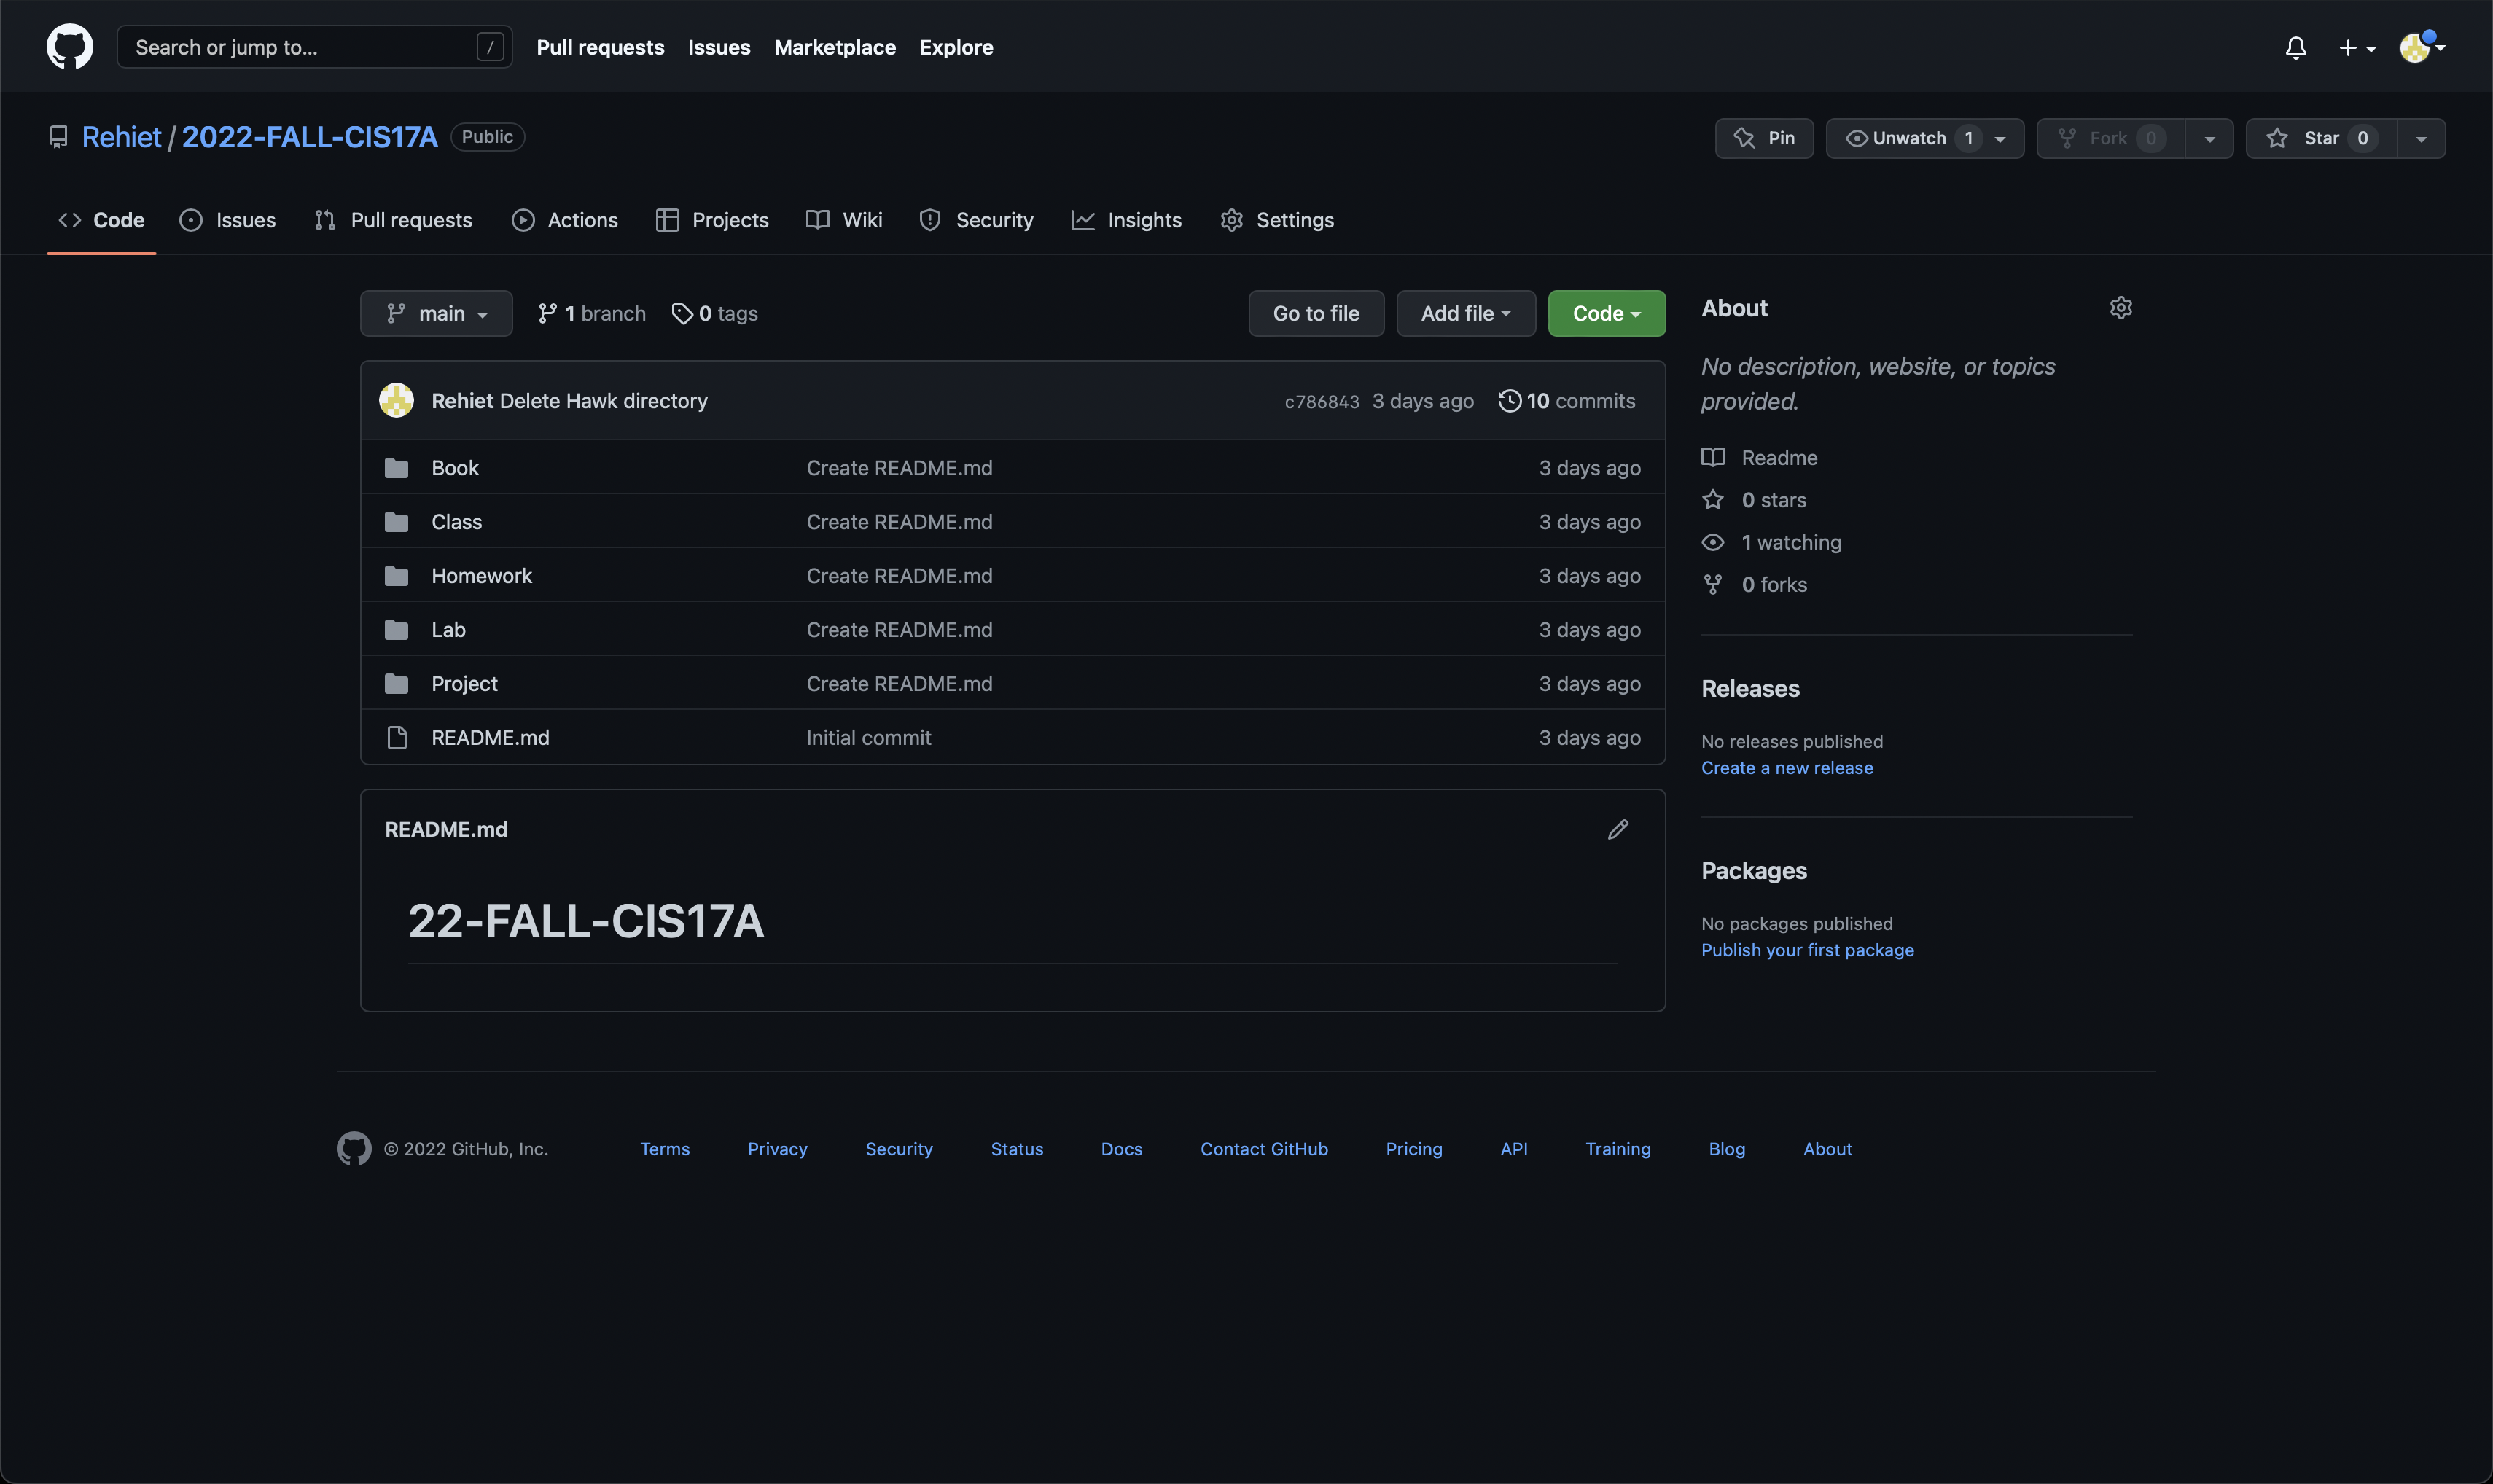 Search or jump to... /
Pull requests Issues Marketplace Explore
Rehiet / 2022-FALL-CIS17A Public
Pin Unwatch 1 Fork 0 Star 0
Code Issues Pull requests Actions Projects Wiki Security Insights Settings
main 1 branch 0 tags
Go to file Add file Code
Rehiet Delete Hawk directory c786843 3 days ago 10 commits
Book Create README.md 3 days ago
Class Create README.md 3 days ago
Homework Create README.md 3 days ago
Lab Create README.md 3 days ago
Project Create README.md 3 days ago
README.md Initial commit 3 days ago
README.md
22-FALL-CIS17A
About
No description, website, or topics
provided.
Readme
0 stars
1 watching
0 forks
Releases
No releases published
Create a new release
Packages
No packages published
Publish your first package
© 2022 GitHub, Inc. Terms Privacy Security Status Docs Contact GitHub Pricing API Training Blog About